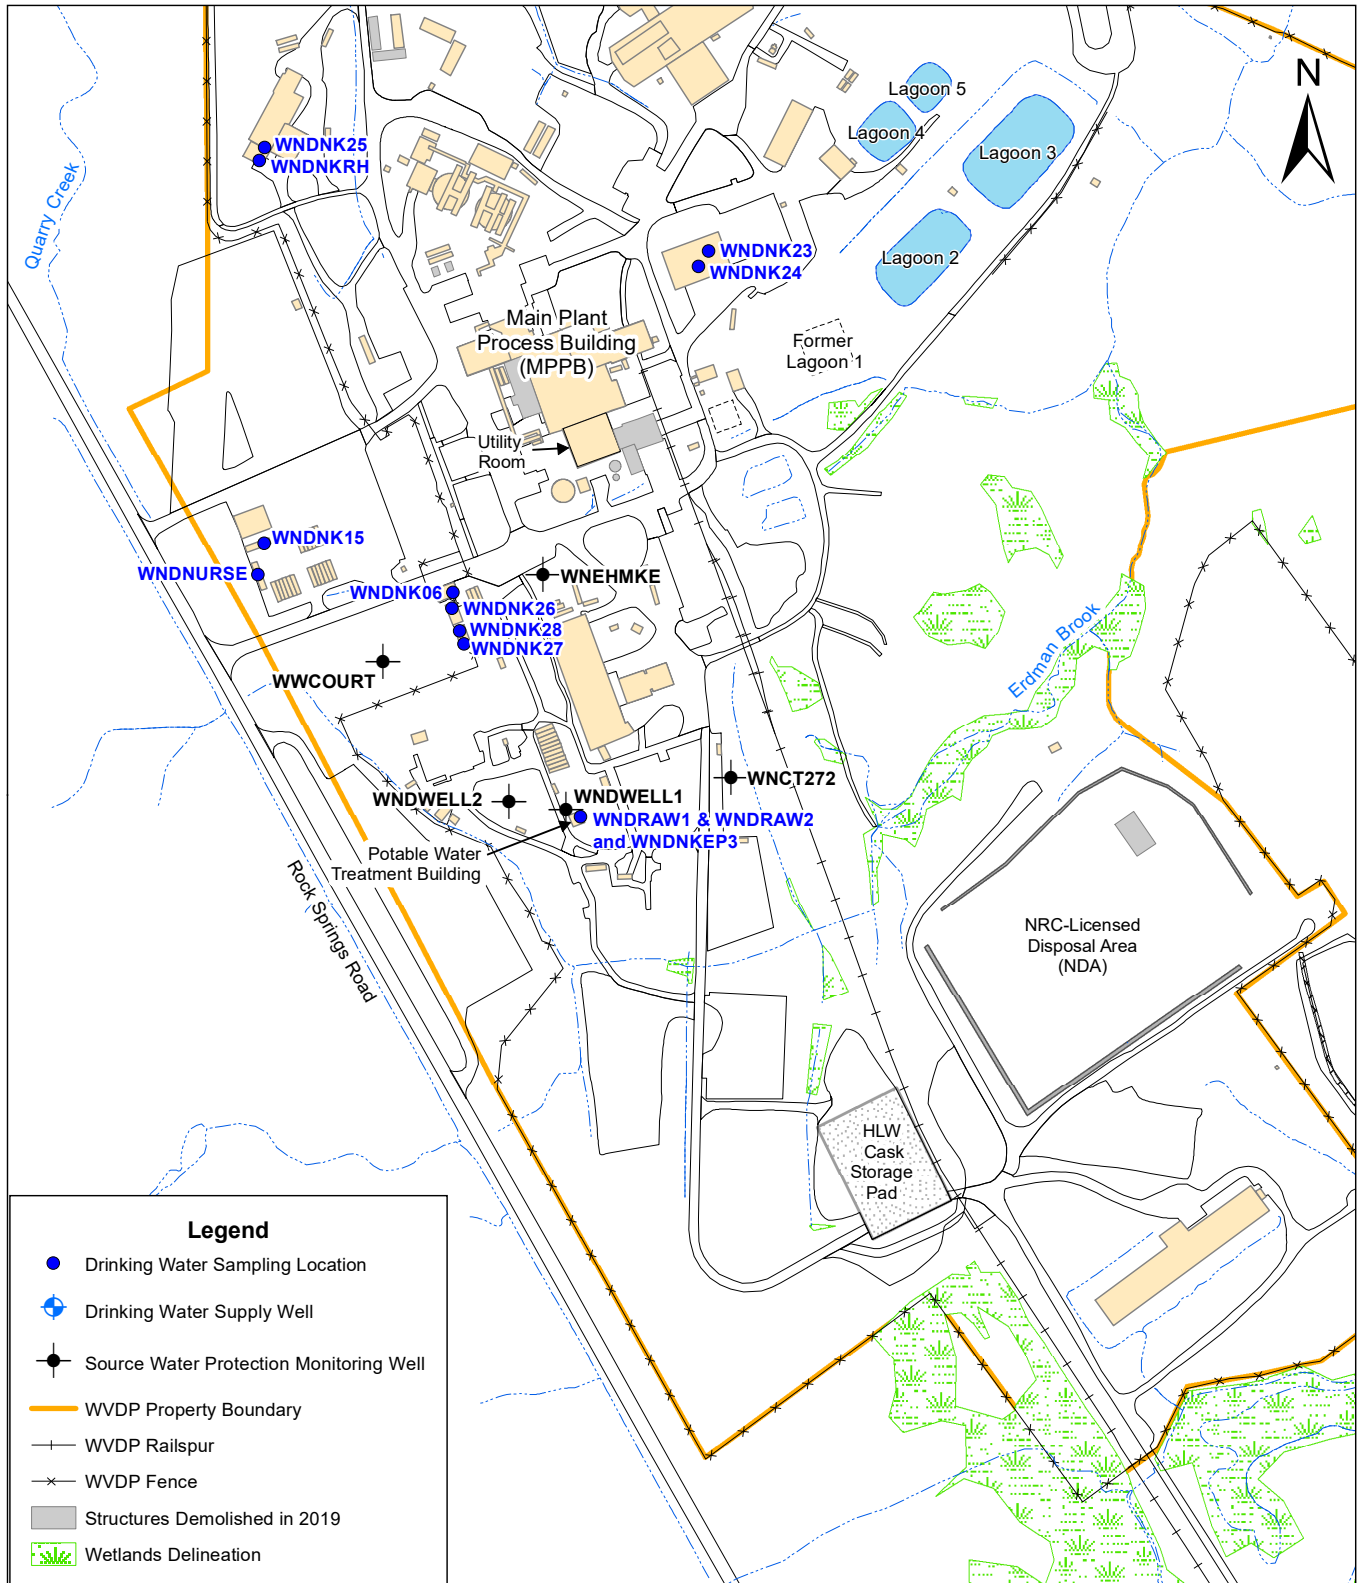 N
Lagoon 5
Lagoon 4
Lagoon 3
WNDNK25
WNDNKRH
Quarry Creek
WNDNK23
WNDNK24
Lagoon 2
Main Plant
Process Building
(MPPB)
Former
Lagoon 1
Utility
Room
WNDNK15
WNDNURSE
WNEHMKE
WNDNK06
WNDNK26
WNDNK28
WNDNK27
Erdman Brook
WWCOURT
WNCT272
WNDWELL2
WNDWELL1
WNDRAW1 & WNDRAW2
and WNDNKEP3
Potable Water
Treatment Building
Rock Springs Road
NRC-Licensed
Disposal Area
(NDA)
HLW
Cask
Storage
Pad
Legend
Drinking Water Sampling Location
Drinking Water Supply Well
Source Water Protection Monitoring Well
WVDP Property Boundary
WVDP Railspur
WVDP Fence
Structures Demolished in 2019
Wetlands Delineation